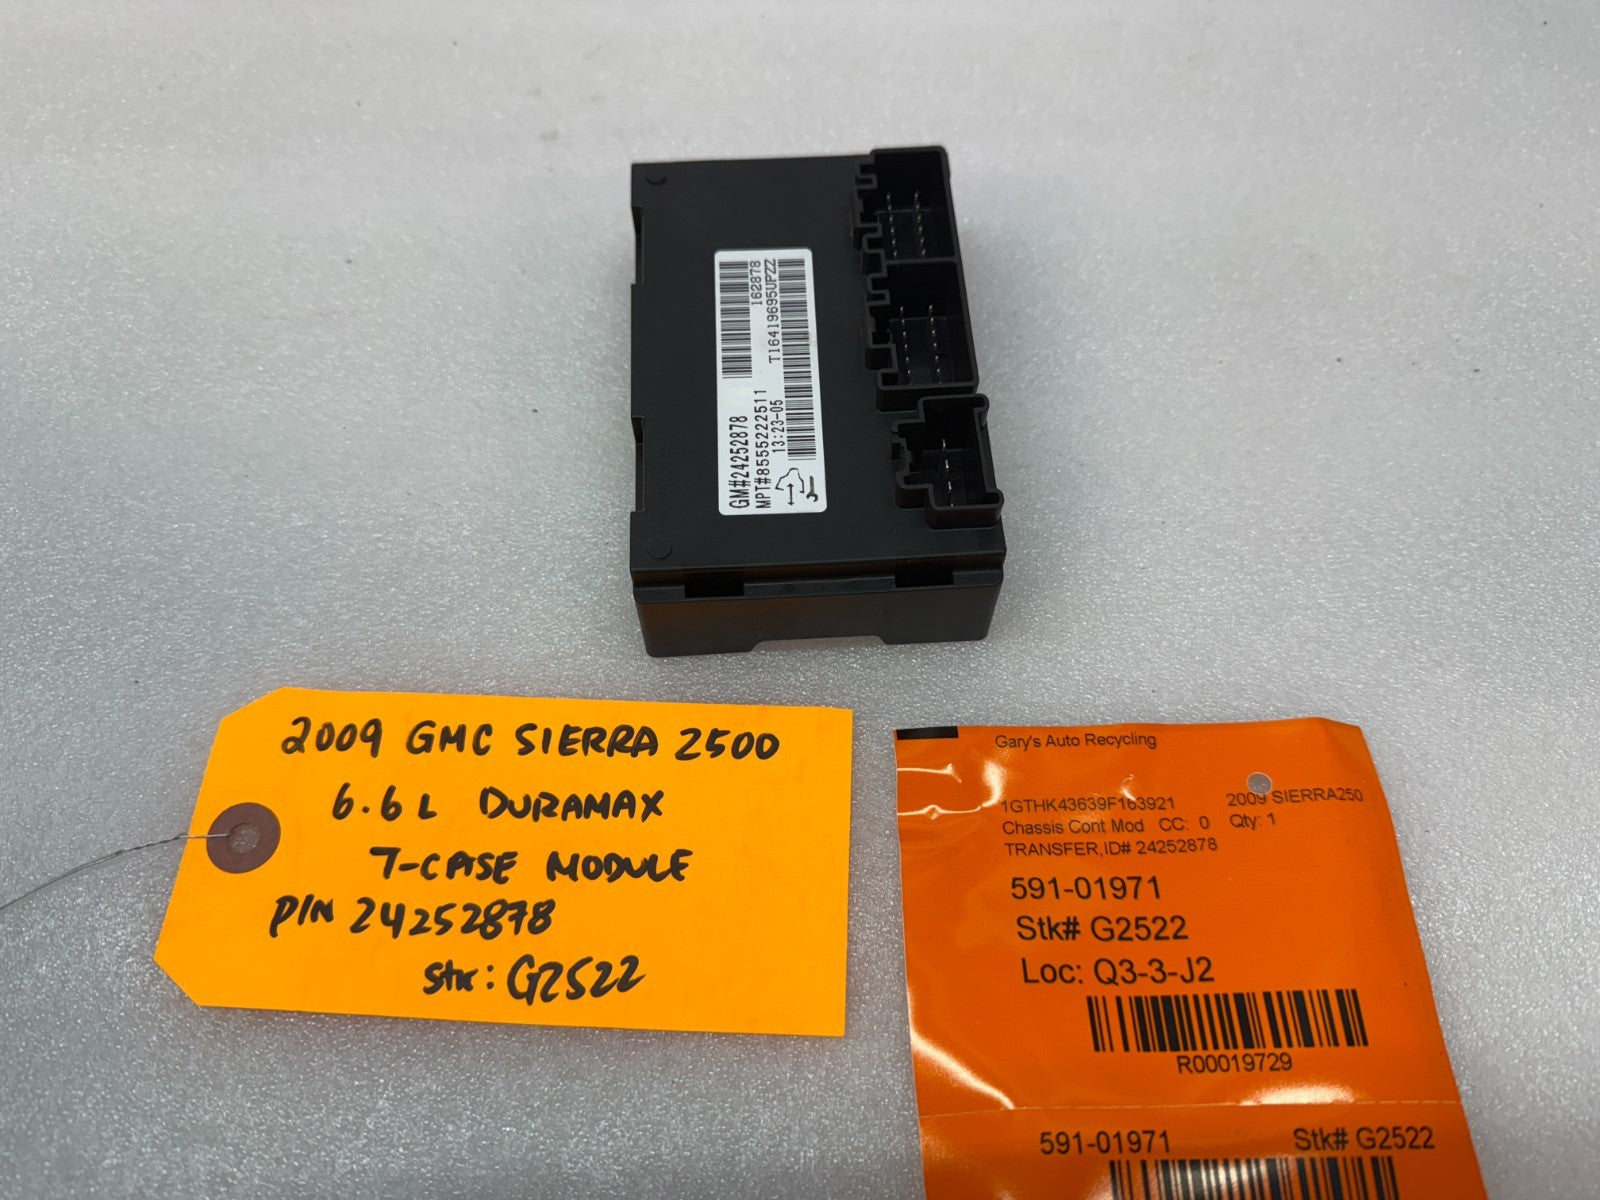 162878
T16419695UPZZ
GM#24252878
MPT#8555222511
13:23-05
2009 GMC SIERRA 2500
6.6L DURAMAX
T-CASE MODULE
P/N 24252878
Stk: G2522
Gary's Auto Recycling
1GTHK43639F163921 2009 SIERRA250
Chassis Cont Mod CC: 0 Qty: 1
TRANSFER,ID# 24252878
591-01971
Stk# G2522
Loc: Q3-3-J2
R00019729
591-01971 Stk# G2522